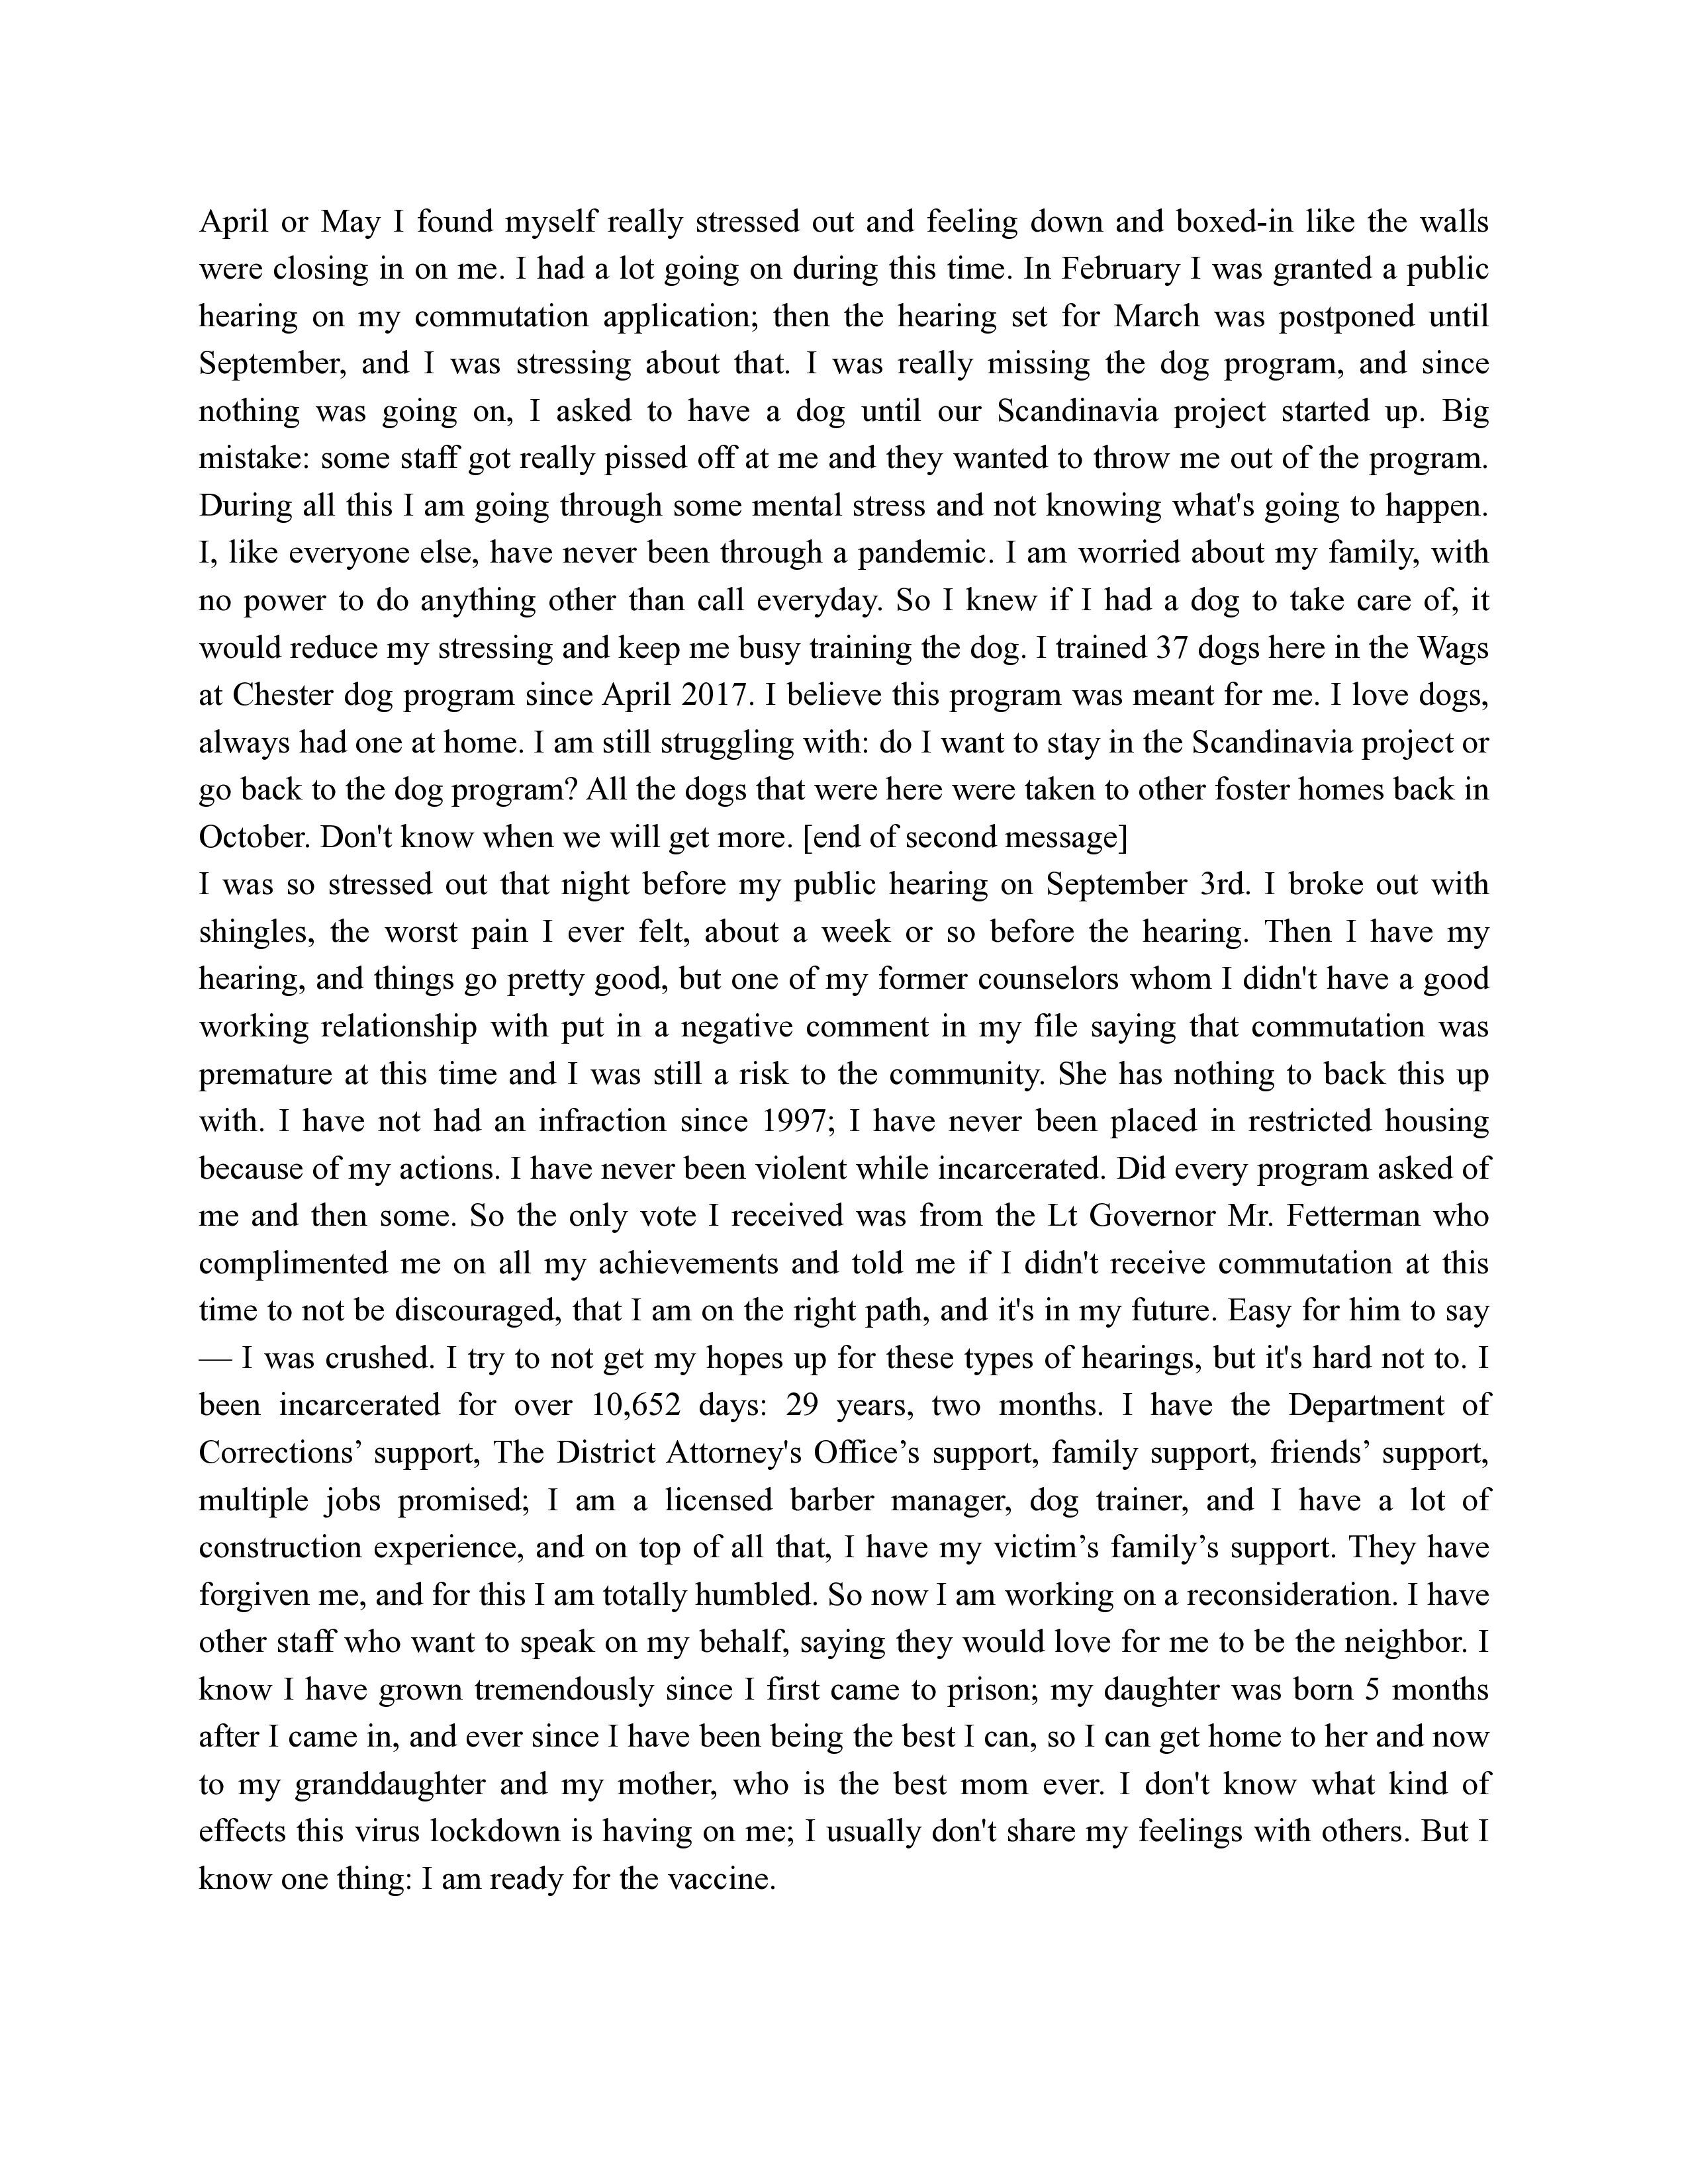 April or May I found myself really stressed out and feeling down and boxed-in like the walls
were closing in on me. I had a lot going on during this time. In February I was granted a public
hearing on my commutation application; then the hearing set for March was postponed until
September, and I was stressing about that. I was really missing the dog program, and since
nothing was going on, I asked to have a dog until our Scandinavia project started up. Big
mistake: some staff got really pissed off at me and they wanted to throw me out of the program.
During all this I am going through some mental stress and not knowing what's going to happen.
I, like everyone else, have never been through a pandemic. I am worried about my family, with
no power to do anything other than call everyday. So I knew if I had a dog to take care of, it
would reduce my stressing and keep me busy training the dog. I trained 37 dogs here in the Wags
at Chester dog program since April 2017. I believe this program was meant for me. I love dogs,
always had one at home. I am still struggling with: do I want to stay in the Scandinavia project or
go back to the dog program? All the dogs that were here were taken to other foster homes back in
October. Don't know when we will get more. [end of second message]
I was so stressed out that night before my public hearing on September 3rd. I broke out with
shingles, the worst pain I ever felt, about a week or so before the hearing. Then I have my
hearing, and things go pretty good, but one of my former counselors whom I didn't have a good
working relationship with put in a negative comment in my file saying that commutation was
premature at this time and I was still a risk to the community. She has nothing to back this up
with. I have not had an infraction since 1997; I have never been placed in restricted housing
because of my actions. I have never been violent while incarcerated. Did every program asked of
me and then some. So the only vote I received was from the Lt Governor Mr. Fetterman who
complimented me on all my achievements and told me if I didn't receive commutation at this
time to not be discouraged, that I am on the right path, and it's in my future. Easy for him to say
— I was crushed. I try to not get my hopes up for these types of hearings, but it's hard not to. I
been incarcerated for over 10,652 days: 29 years, two months. I have the Department of
Corrections’ support, The District Attorney's Office’s support, family support, friends’ support,
multiple jobs promised; I am a licensed barber manager, dog trainer, and I have a lot of
construction experience, and on top of all that, I have my victim’s family’s support. They have
forgiven me, and for this I am totally humbled. So now I am working on a reconsideration. I have
other staff who want to speak on my behalf, saying they would love for me to be the neighbor. I
know I have grown tremendously since I first came to prison; my daughter was born 5 months
after I came in, and ever since I have been being the best I can, so I can get home to her and now
to my granddaughter and my mother, who is the best mom ever. I don't know what kind of
effects this virus lockdown is having on me; I usually don't share my feelings with others. But I
know one thing: I am ready for the vaccine.